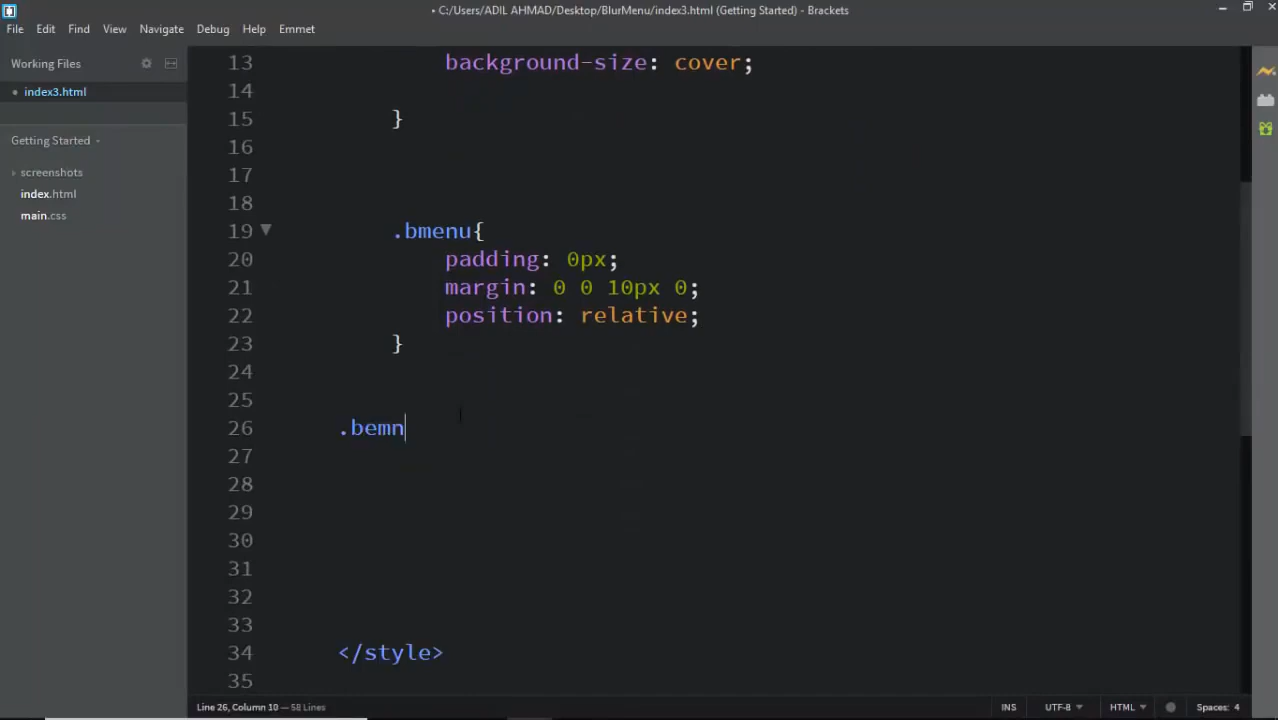 • C:/Users/ADIL AHMAD/Desktop/BlurMenu/index3.html (Getting Started) - Brackets
File Edit Find View Navigate Debug Help Emmet
Working Files
• index3.html
Getting Started
screenshots
index.html
main.css
13 background-size: cover;
14
15 }
16
17
18
19 .bmenu{
20 padding: 0px;
21 margin: 0 0 10px 0;
22 position: relative;
23 }
24
25
26 .bemn
27
28
29
30
31
32
33
34 </style>
35
Line 26, Column 10 — 58 Lines
INS UTF-8 HTML Spaces: 4